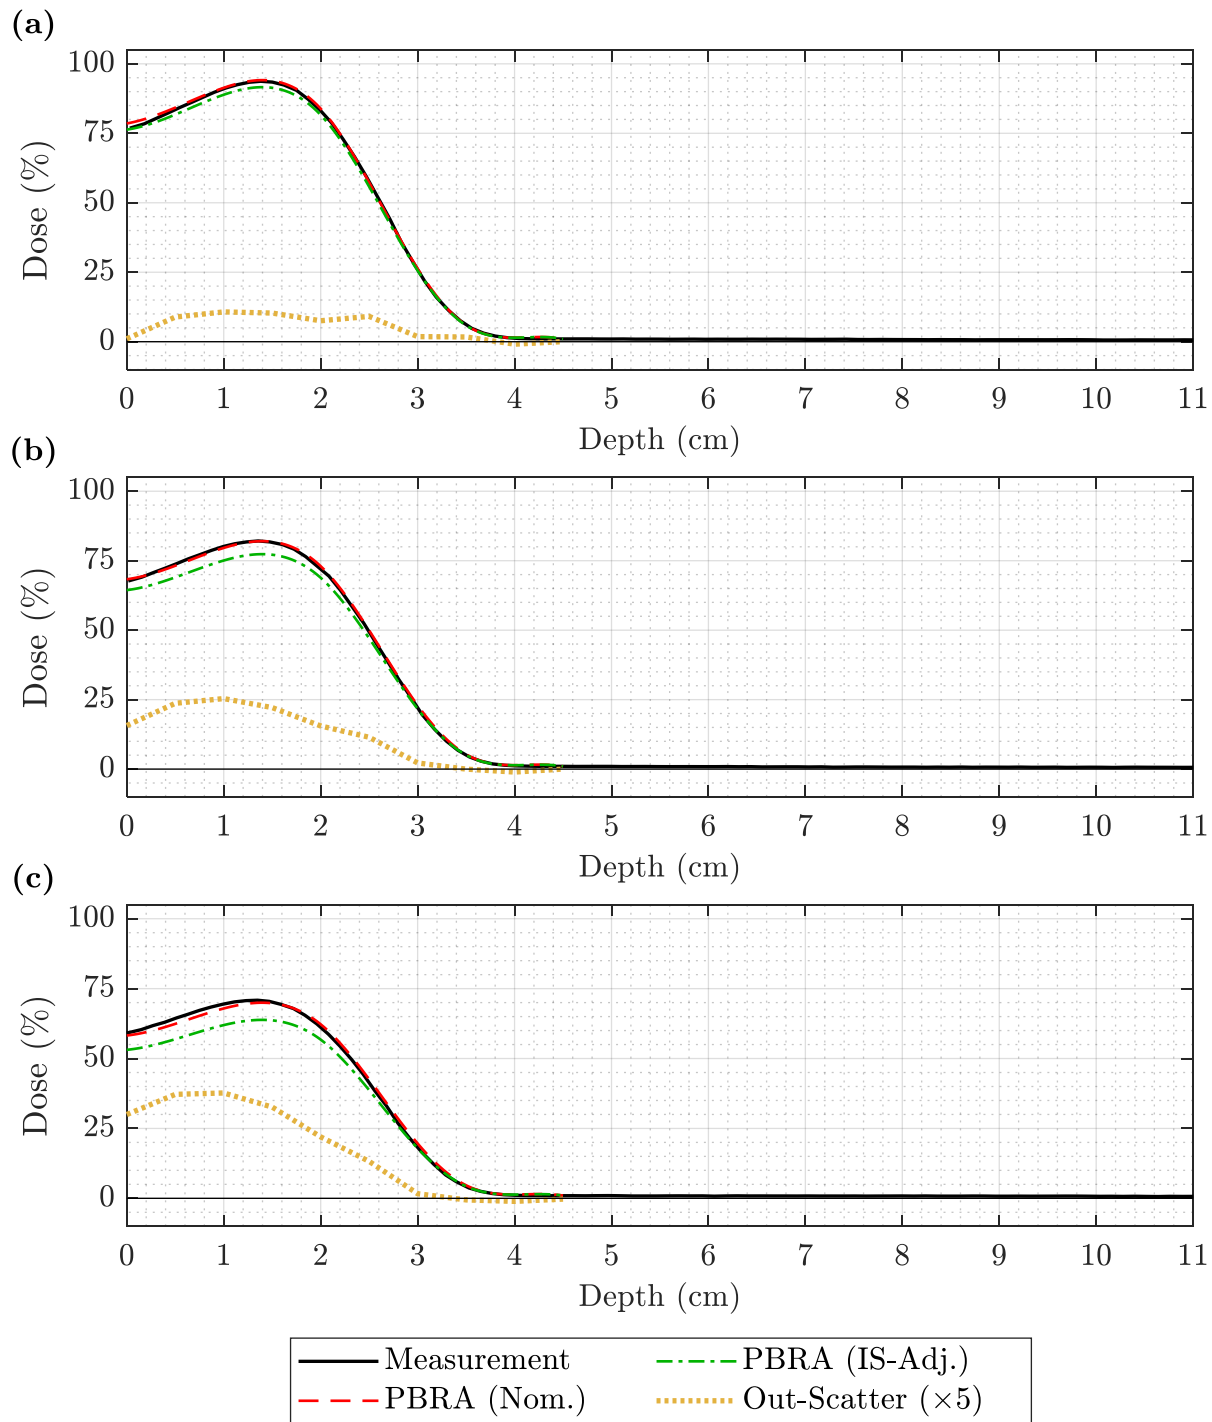 (a)
100
75
50
25
0
Dose (%)
0 1 2 3 4 5 6 7 8 9 10 11
Depth (cm)
(b)
100
75
50
25
0
Dose (%)
0 1 2 3 4 5 6 7 8 9 10 11
Depth (cm)
(c)
100
75
50
25
0
Dose (%)
0 1 2 3 4 5 6 7 8 9 10 11
Depth (cm)
Measurement PBRA (IS-Adj.)
PBRA (Nom.) Out-Scatter (×5)